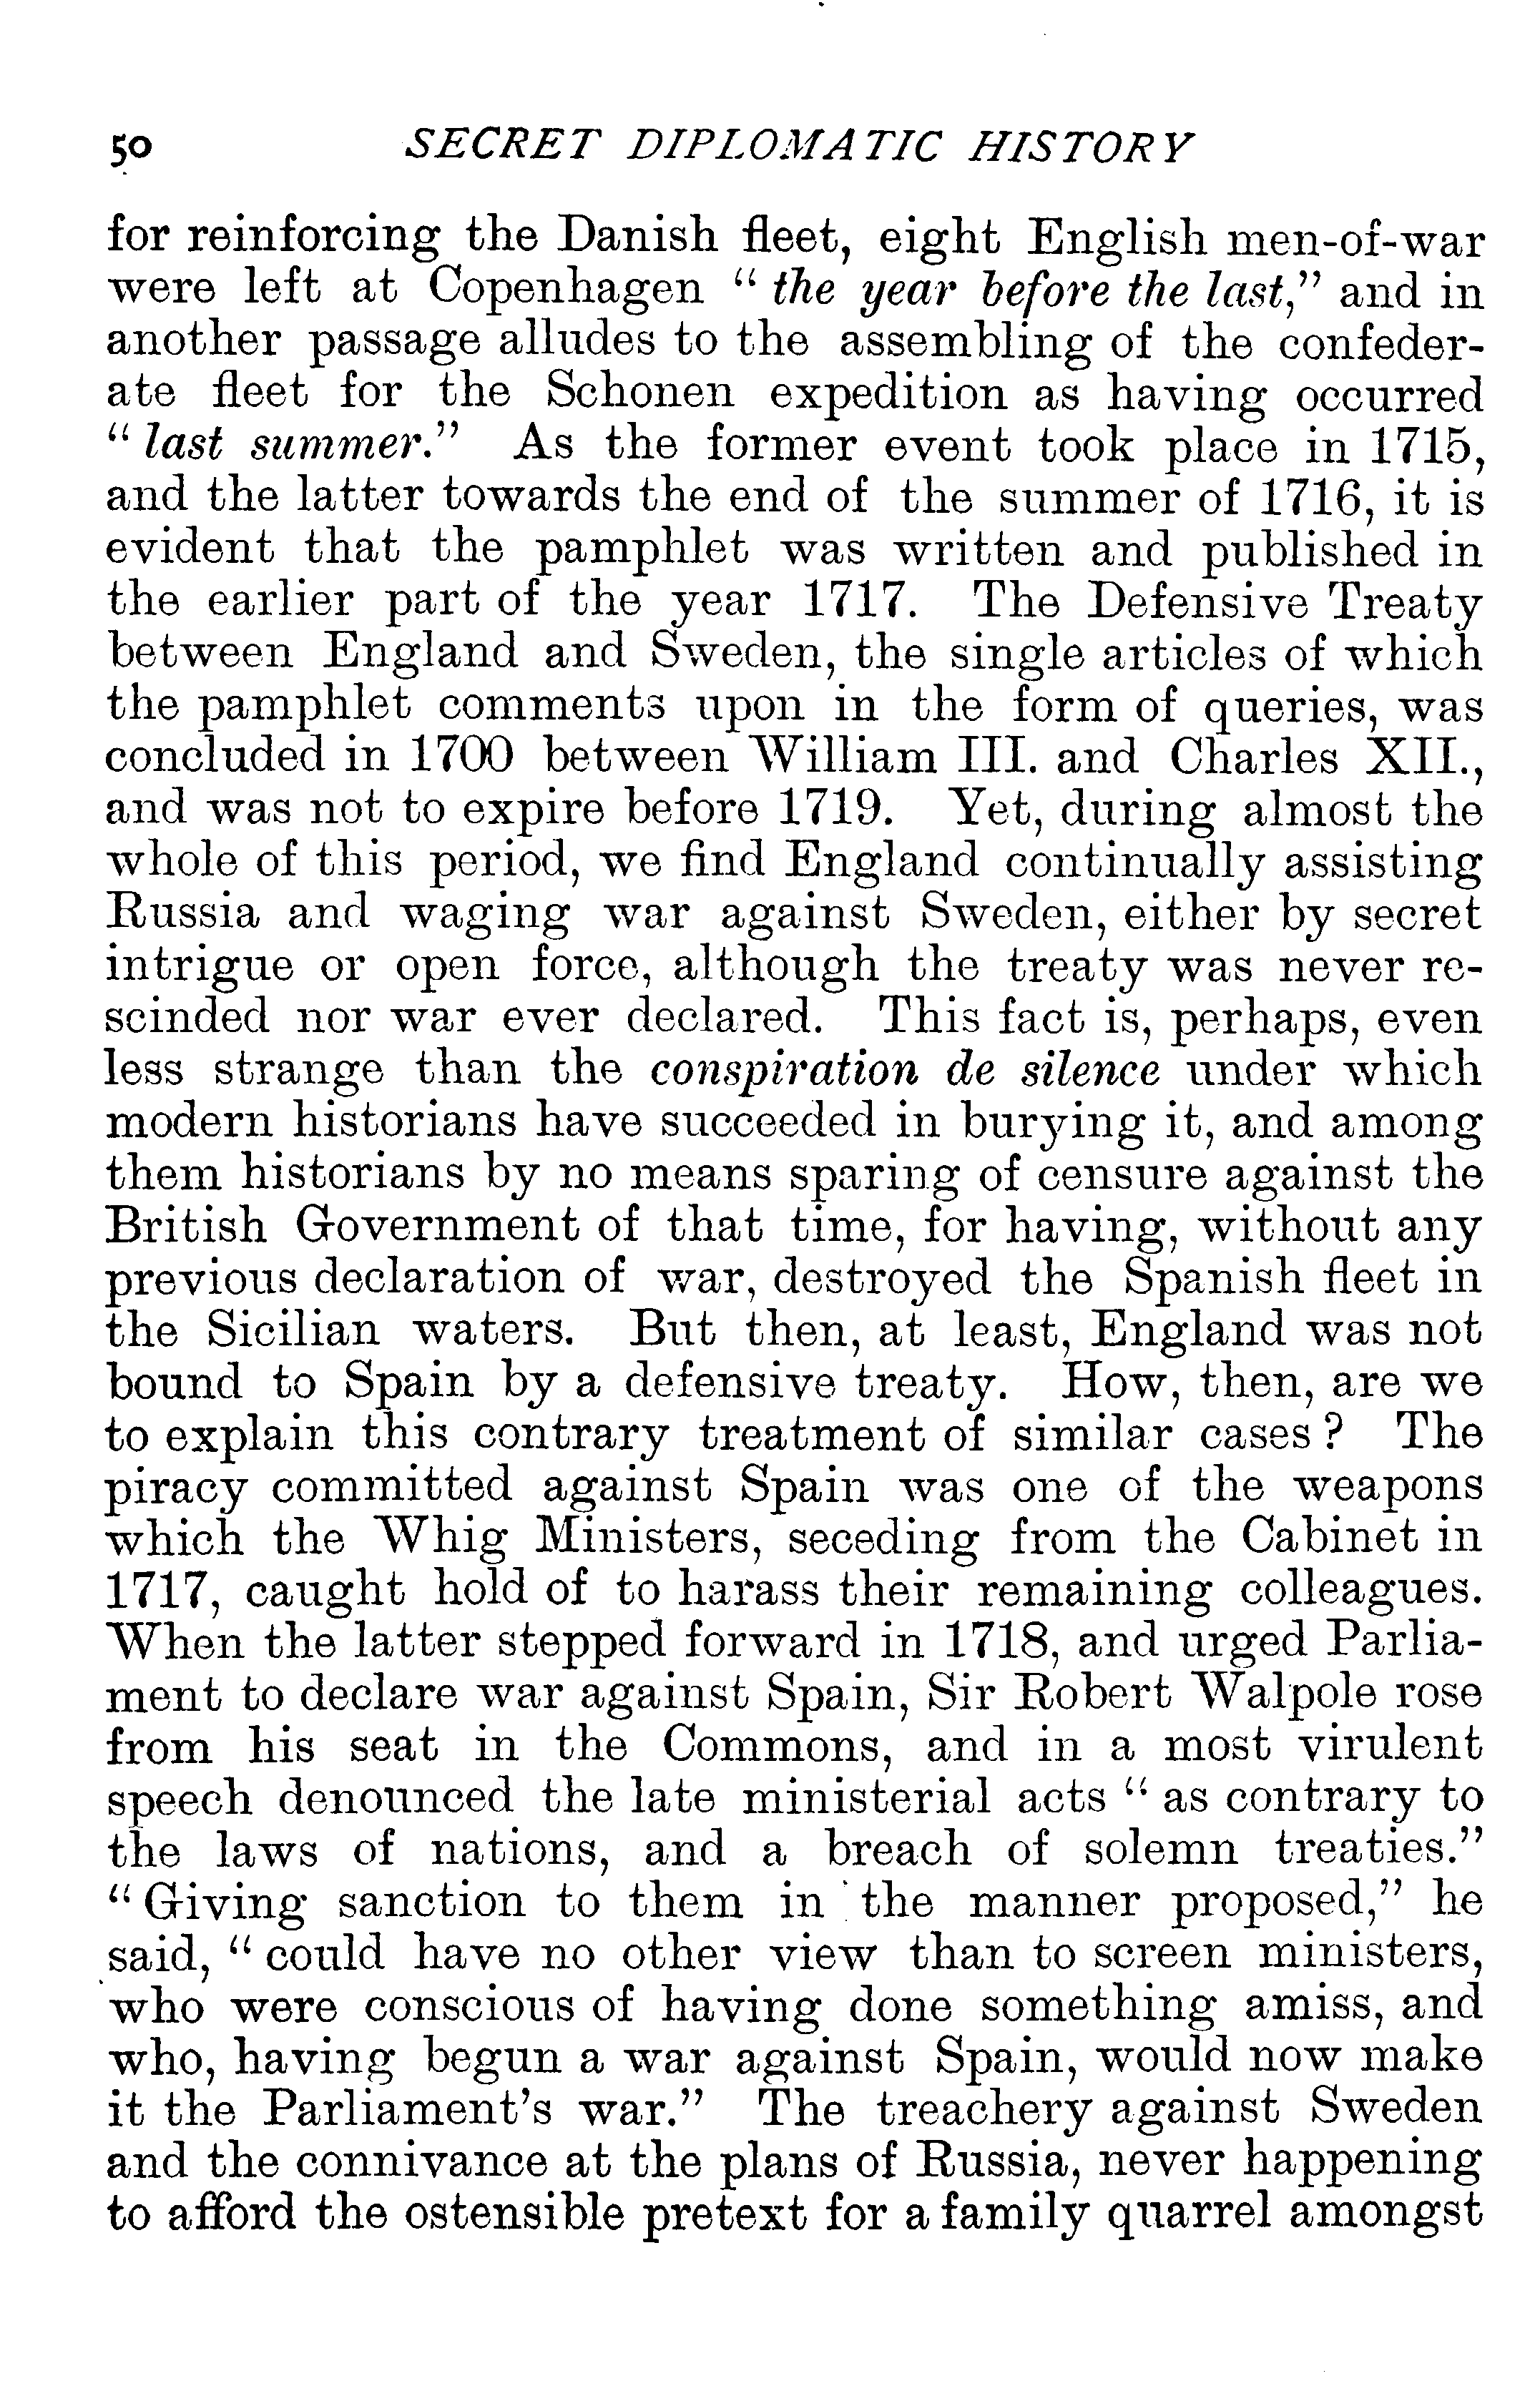 50 SECRET DIPLOMATIC HISTORY
for reinforcing the Danish fleet, eight English men-of-war
were left at Copenhagen “ the year before the last,” and in
another passage alludes to the assembling of the confeder-
ate fleet for the Schonen expedition as having occurred
“ last summer.” As the former event took place in 1715,
and the latter towards the end of the summer of 1716, it is
evident that the pamphlet was written and published in
the earlier part of the year 1717. The Defensive Treaty
between England and Sweden, the single articles of which
the pamphlet comments upon in the form of queries, was
concluded in 1700 between William III. and Charles XII.,
and was not to expire before 1719. Yet, during almost the
whole of this period, we find England continually assisting
Russia and waging war against Sweden, either by secret
intrigue or open force, although the treaty was never re-
scinded nor war ever declared. This fact is, perhaps, even
less strange than the conspiration de silence under which
modern historians have succeeded in burying it, and among
them historians by no means sparing of censure against the
British Government of that time, for having, without any
previous declaration of war, destroyed the Spanish fleet in
the Sicilian waters. But then, at least, England was not
bound to Spain by a defensive treaty. How, then, are we
to explain this contrary treatment of similar cases ? The
piracy committed against Spain was one of the weapons
which the Whig Ministers, seceding from the Cabinet in
1717, caught hold of to harass their remaining colleagues.
When the latter stepped forward in 1718, and urged Parlia-
ment to declare war against Spain, Sir Robert Walpole rose
from his seat in the Commons, and in a most virulent
speech denounced the late ministerial acts “ as contrary to
the laws of nations, and a breach of solemn treaties.”
“ Giving sanction to them in the manner proposed,” he
said, “ could have no other view than to screen ministers,
who were conscious of having done something amiss, and
who, having begun a war against Spain, would now make
it the Parliament’s war.” The treachery against Sweden
and the connivance at the plans of Russia, never happening
to afford the ostensible pretext for a family quarrel amongst